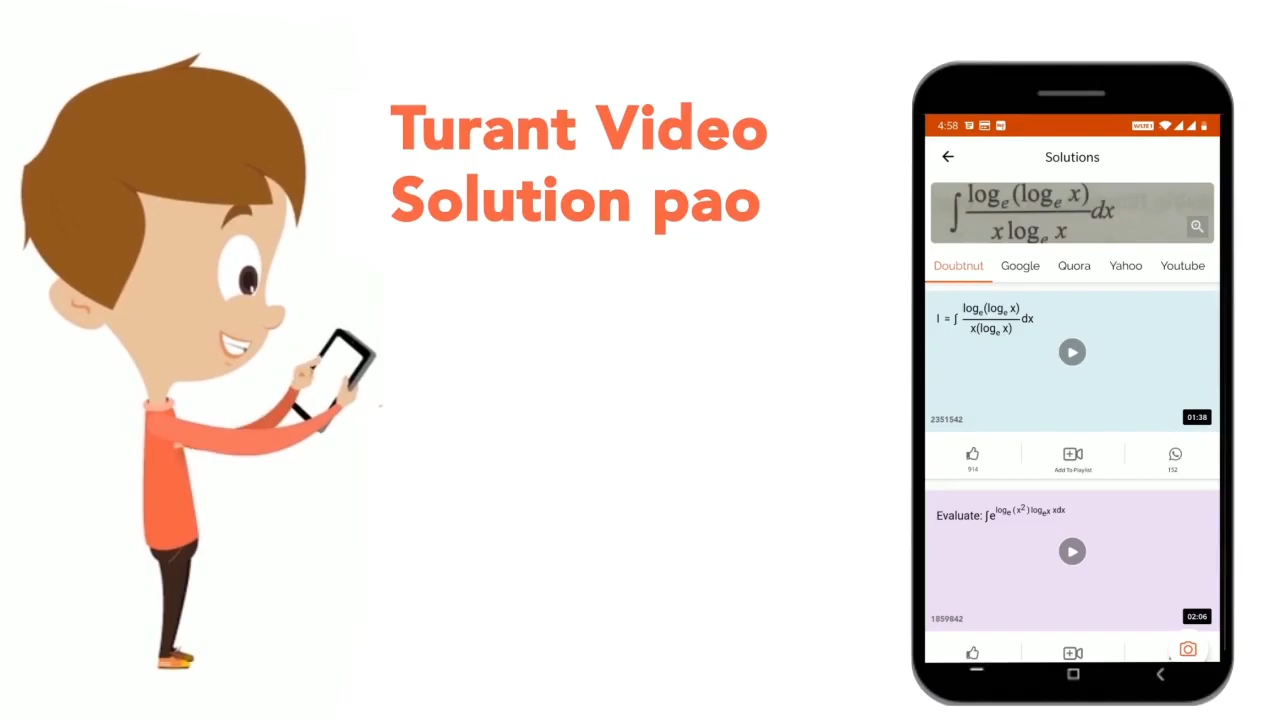 Turant Video
Solution pao
4:58
Solutions
∫ logₑ(logₑ x) / x logₑ x dx
Doubtnut Google Quora Yahoo Youtube
I = ∫ logₑ(logₑ x) / x(logₑ x) dx
2351542 01:38
914 Add To Playlist 152
Evaluate: ∫e^logₑ(x²)logₑx xdx
1859842 02:06